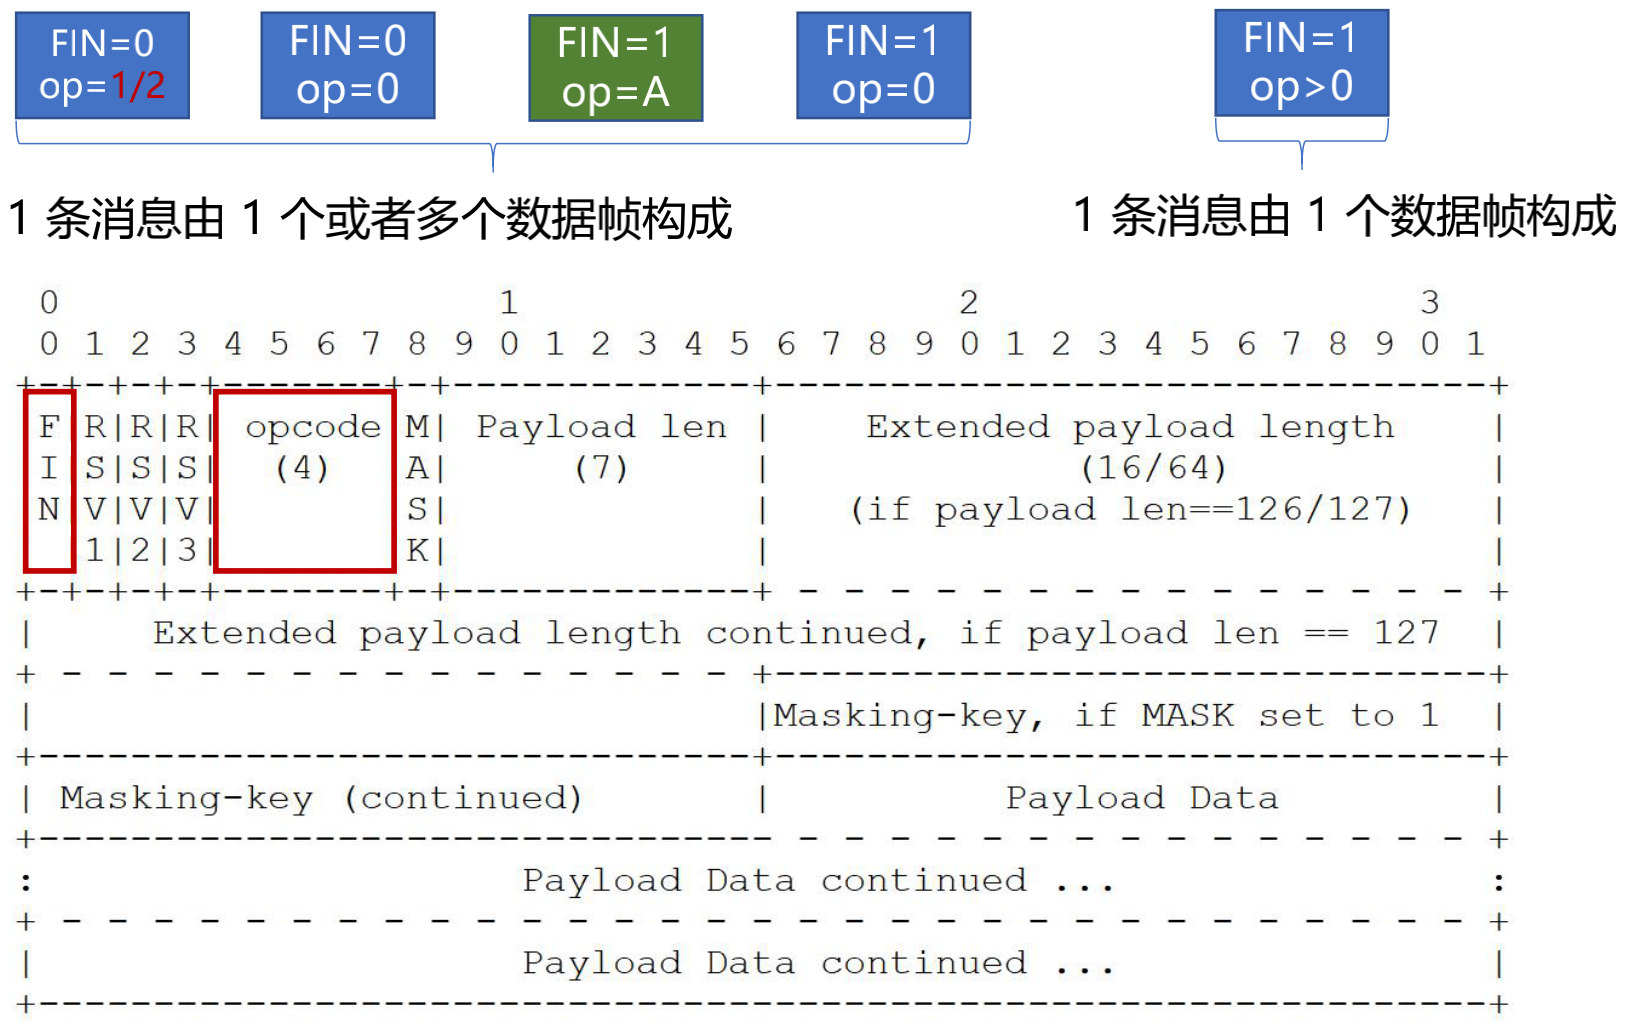 FIN=0
op=1/2
FIN=0
op=0
FIN=1
op=A
FIN=1
op=0
FIN=1
op>0
1 条消息由 1 个或者多个数据帧构成
1 条消息由 1 个数据帧构成
 0                   1                   2                   3
 0 1 2 3 4 5 6 7 8 9 0 1 2 3 4 5 6 7 8 9 0 1 2 3 4 5 6 7 8 9 0 1
+-+-+-+-+-------+-+-------------+-------------------------------+
|F|R|R|R| opcode|M| Payload len |    Extended payload length    |
|I|S|S|S|  (4)  |A|     (7)     |             (16/64)           |
|N|V|V|V|       |S|             |   (if payload len==126/127)   |
| |1|2|3|       |K|             |                               |
+-+-+-+-+-------+-+-------------+ - - - - - - - - - - - - - - - +
|     Extended payload length continued, if payload len == 127  |
+ - - - - - - - - - - - - - - - +-------------------------------+
|                               |Masking-key, if MASK set to 1  |
+-------------------------------+-------------------------------+
| Masking-key (continued)       |          Payload Data         |
+-------------------------------- - - - - - - - - - - - - - - - +
:                     Payload Data continued ...                :
+ - - - - - - - - - - - - - - - - - - - - - - - - - - - - - - - +
|                     Payload Data continued ...                |
+---------------------------------------------------------------+